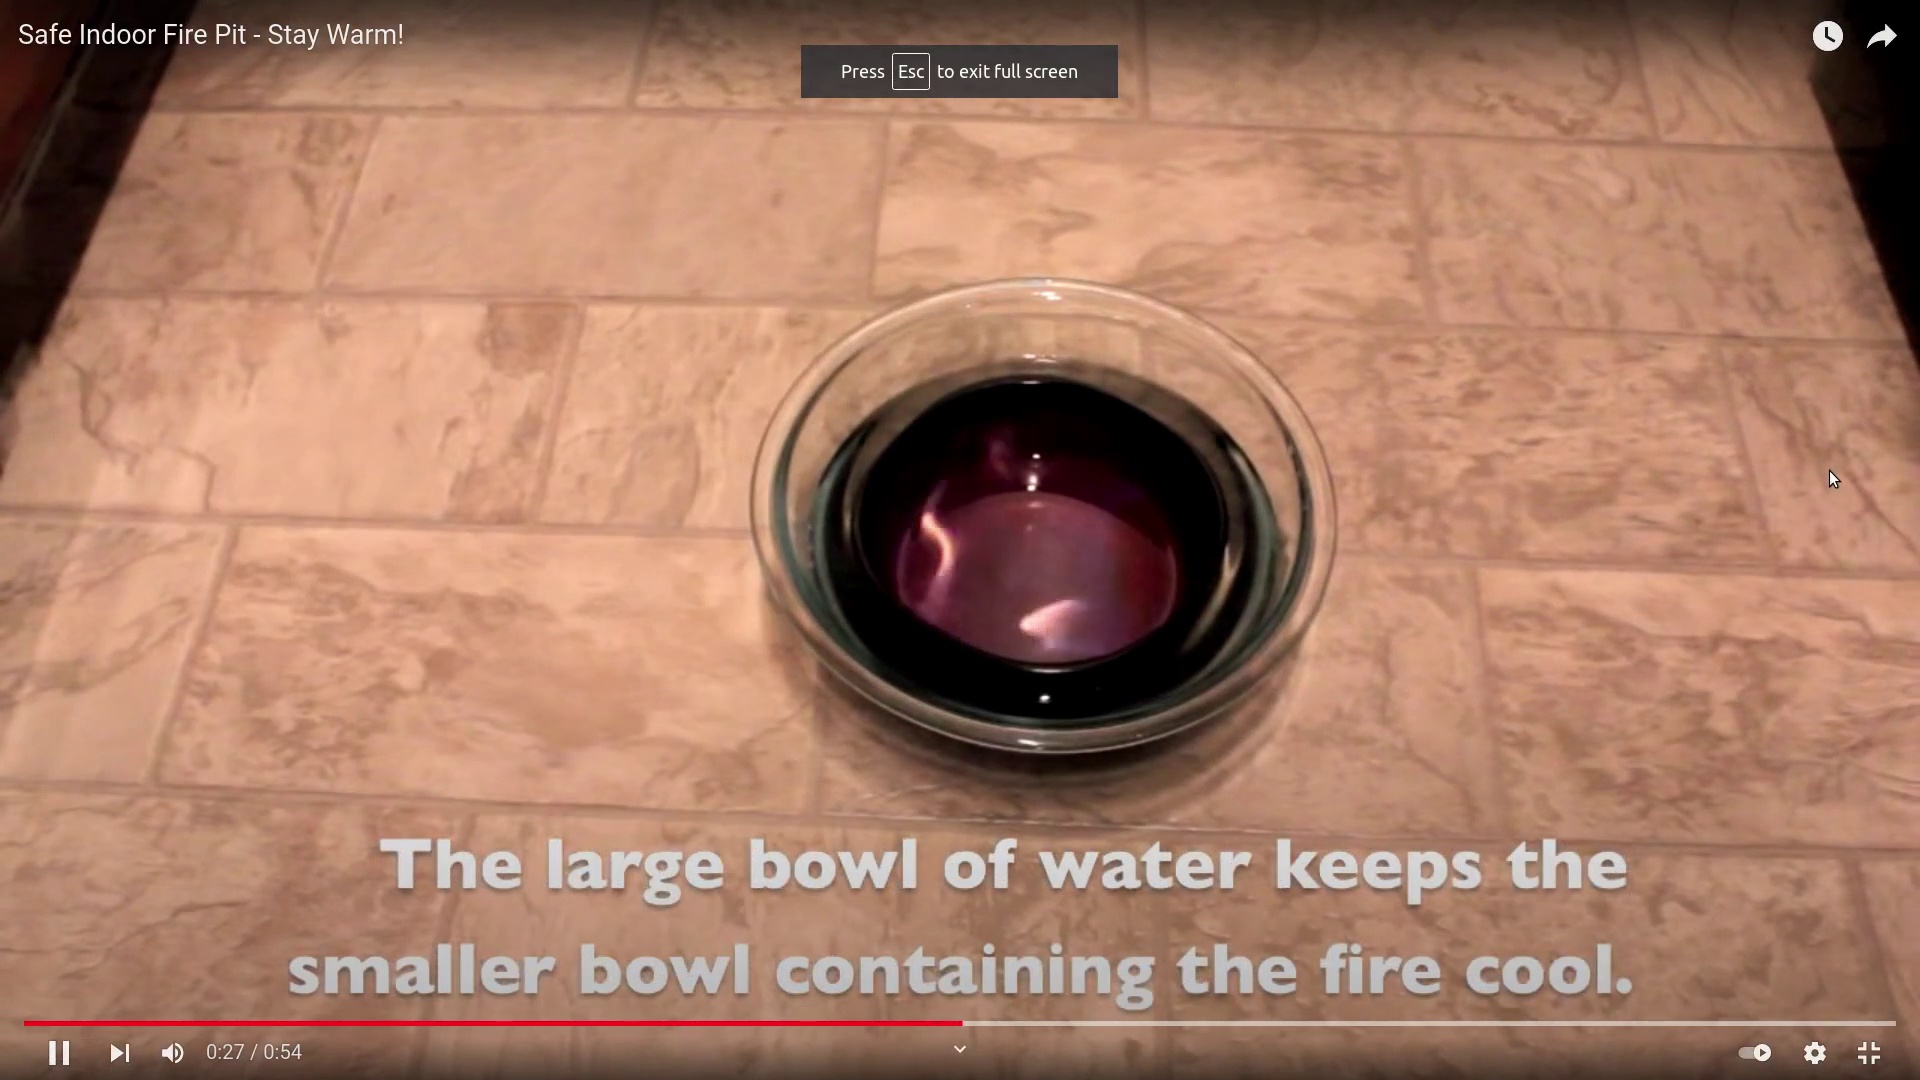 Safe Indoor Fire Pit - Stay Warm!
Press Esc to exit full screen
The large bowl of water keeps the
smaller bowl containing the fire cool.
0:27 / 0:54